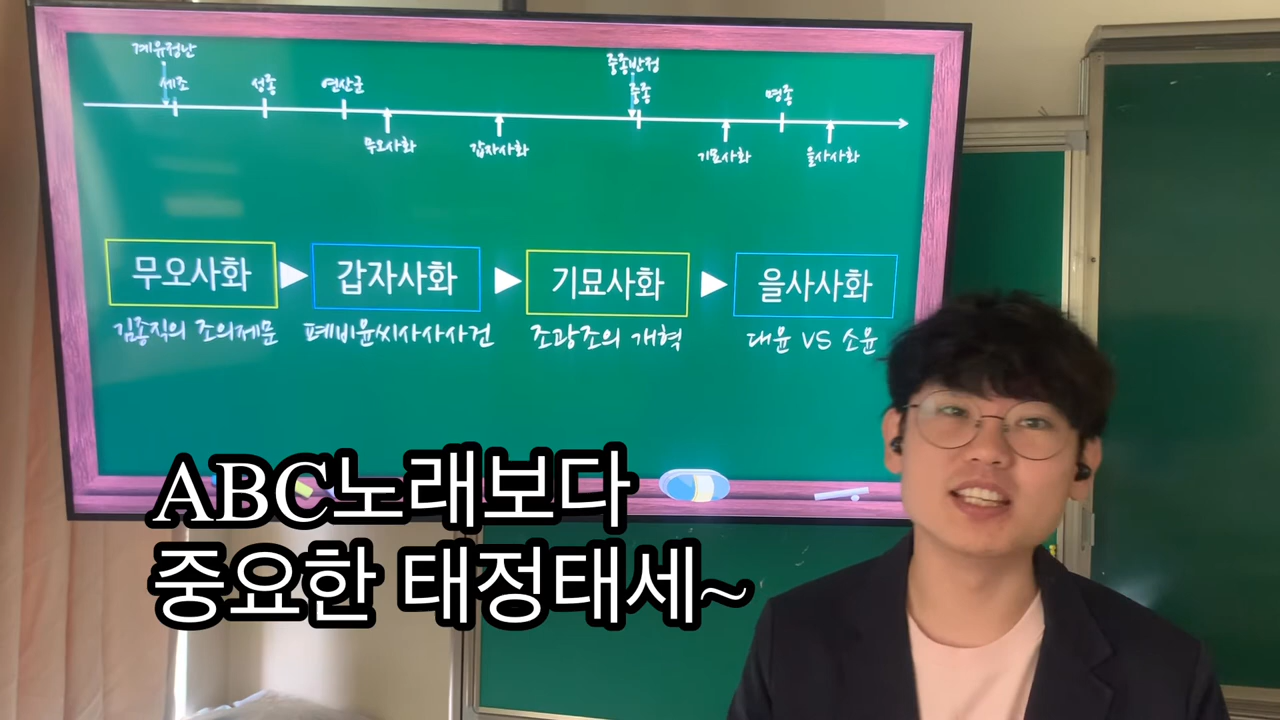 계유정난
중종반정
세조
성종
연산군
중종
명종
무오사화
갑자사화
기묘사화
을사사화
무오사화 ▶ 갑자사화 ▶ 기묘사화 ▶ 을사사화
김종직의 조의제문
폐비윤씨사사사건
조광조의 개혁
대윤 VS 소윤
ABC노래보다
중요한 태정태세~